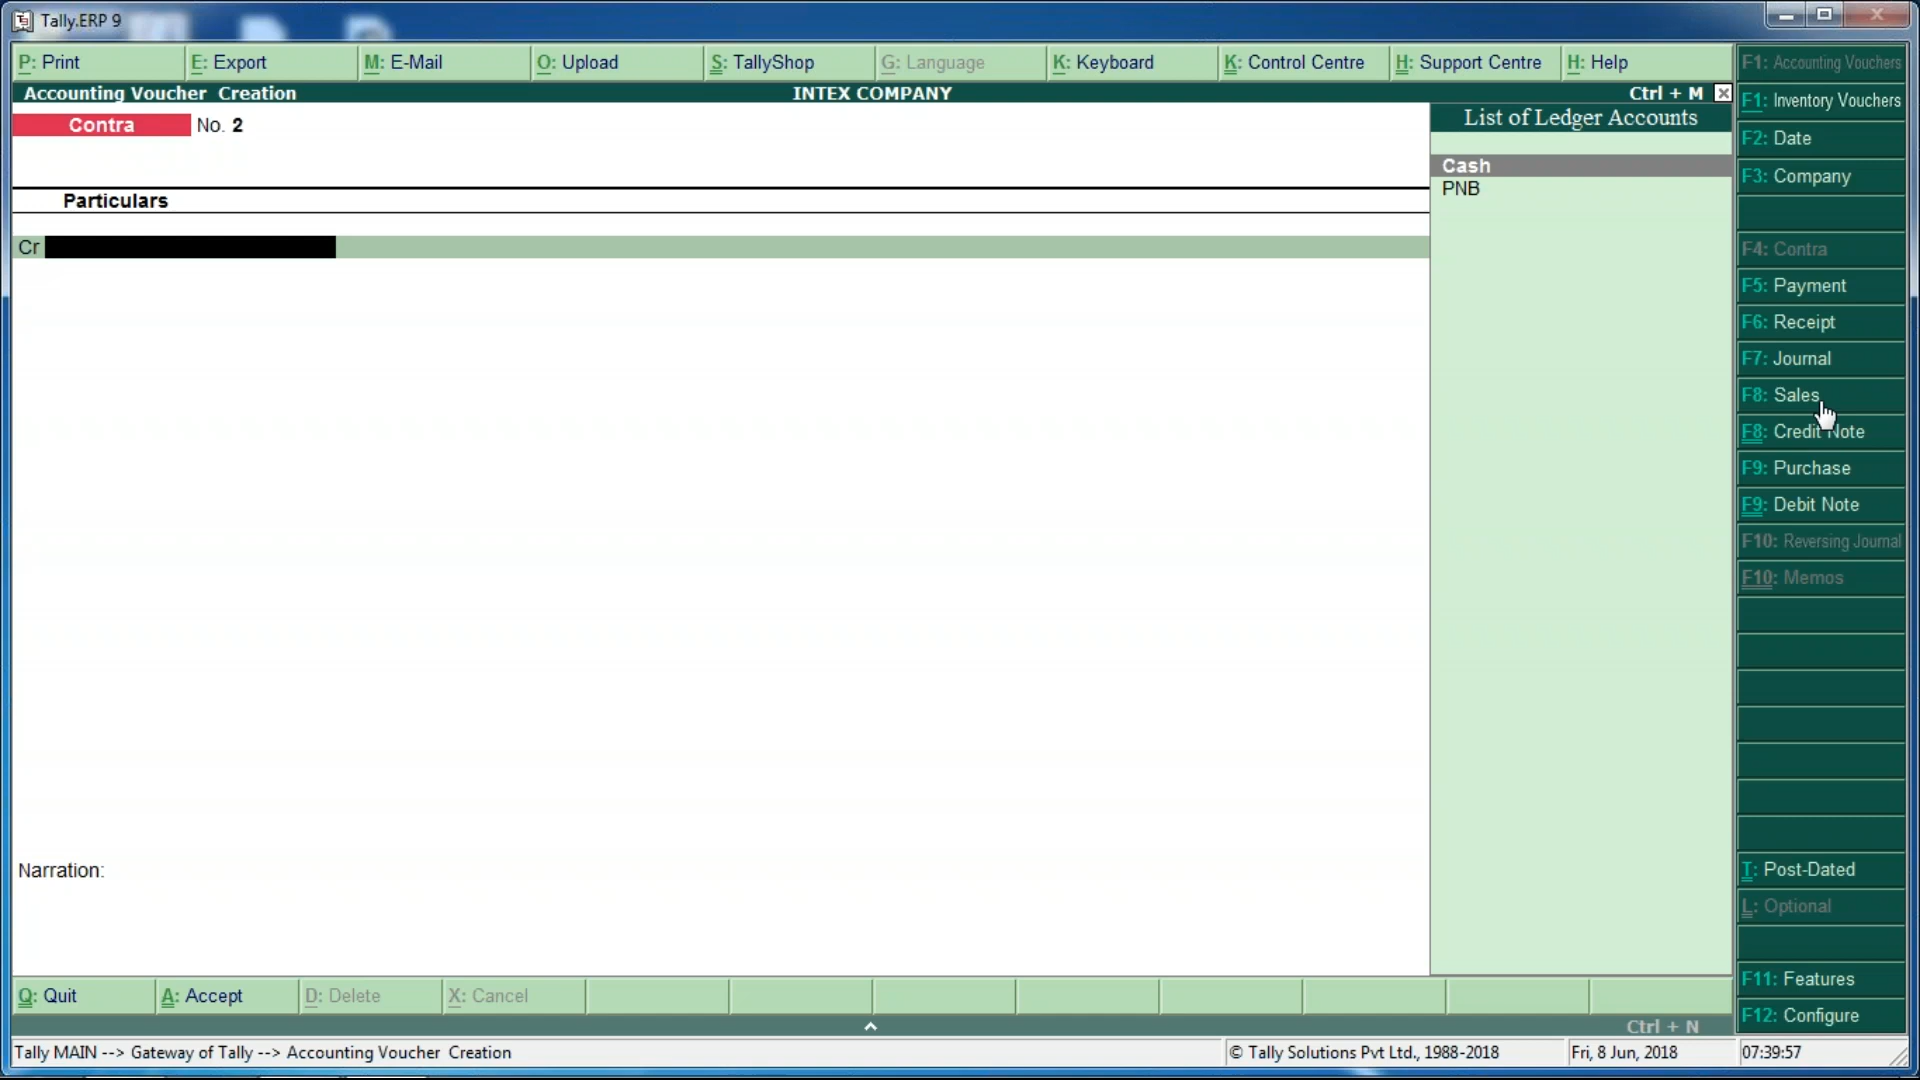 Tally.ERP 9
P: Print E: Export M: E-Mail O: Upload S: TallyShop G: Language K: Keyboard K: Control Centre H: Support Centre H: Help
Accounting Voucher Creation INTEX COMPANY Ctrl + M
Contra No. 2
Particulars
Cr
Narration:
List of Ledger Accounts
Cash
PNB
F1: Accounting Vouchers
F1: Inventory Vouchers
F2: Date
F3: Company
F4: Contra
F5: Payment
F6: Receipt
F7: Journal
F8: Sales
F8: Credit Note
F9: Purchase
F9: Debit Note
F10: Reversing Journal
F10: Memos
T: Post-Dated
L: Optional
F11: Features
F12: Configure
Q: Quit A: Accept D: Delete X: Cancel
Ctrl + N
Tally MAIN --> Gateway of Tally --> Accounting Voucher Creation © Tally Solutions Pvt Ltd., 1988-2018 Fri, 8 Jun, 2018 07:39:57